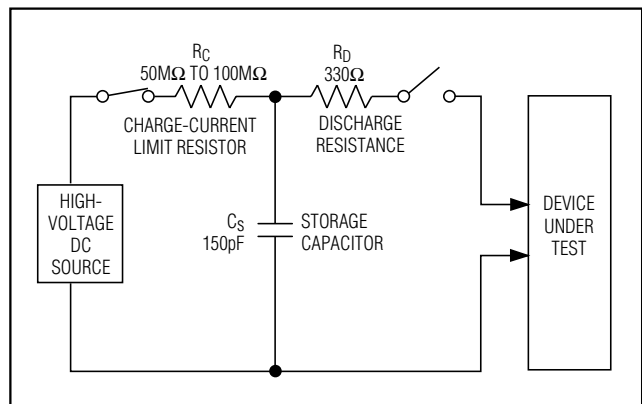 R_C
50MΩ TO 100MΩ
CHARGE-CURRENT
LIMIT RESISTOR
R_D
330Ω
DISCHARGE
RESISTANCE
HIGH-
VOLTAGE
DC
SOURCE
C_S
150pF
STORAGE
CAPACITOR
DEVICE
UNDER
TEST